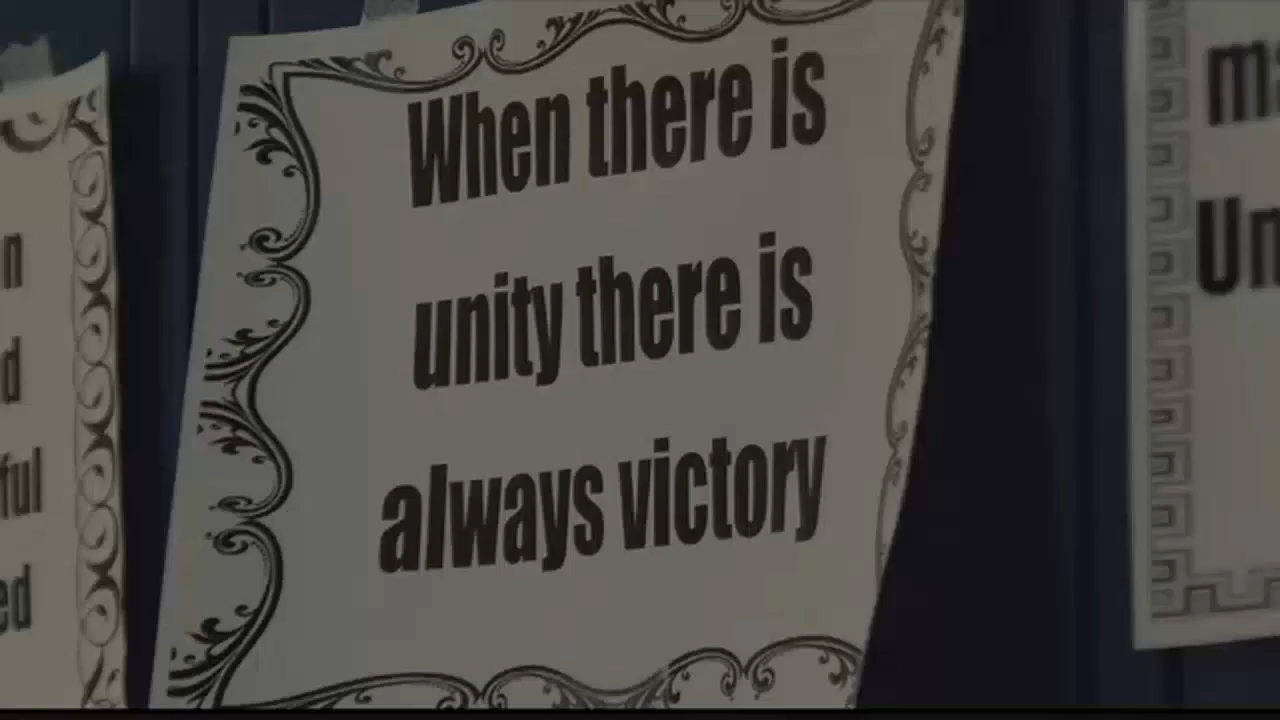 When there is
unity there is
always victory